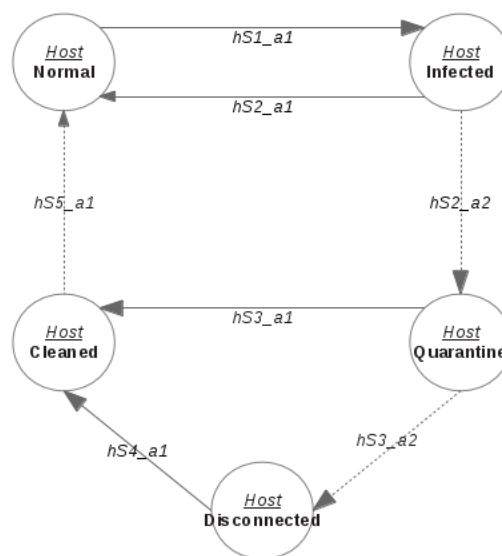 Host
Normal
hS1_a1
Host
Infected
hS2_a1
hS5_a1
hS2_a2
Host
Cleaned
hS3_a1
Host
Quarantine
hS4_a1
hS3_a2
Host
Disconnected